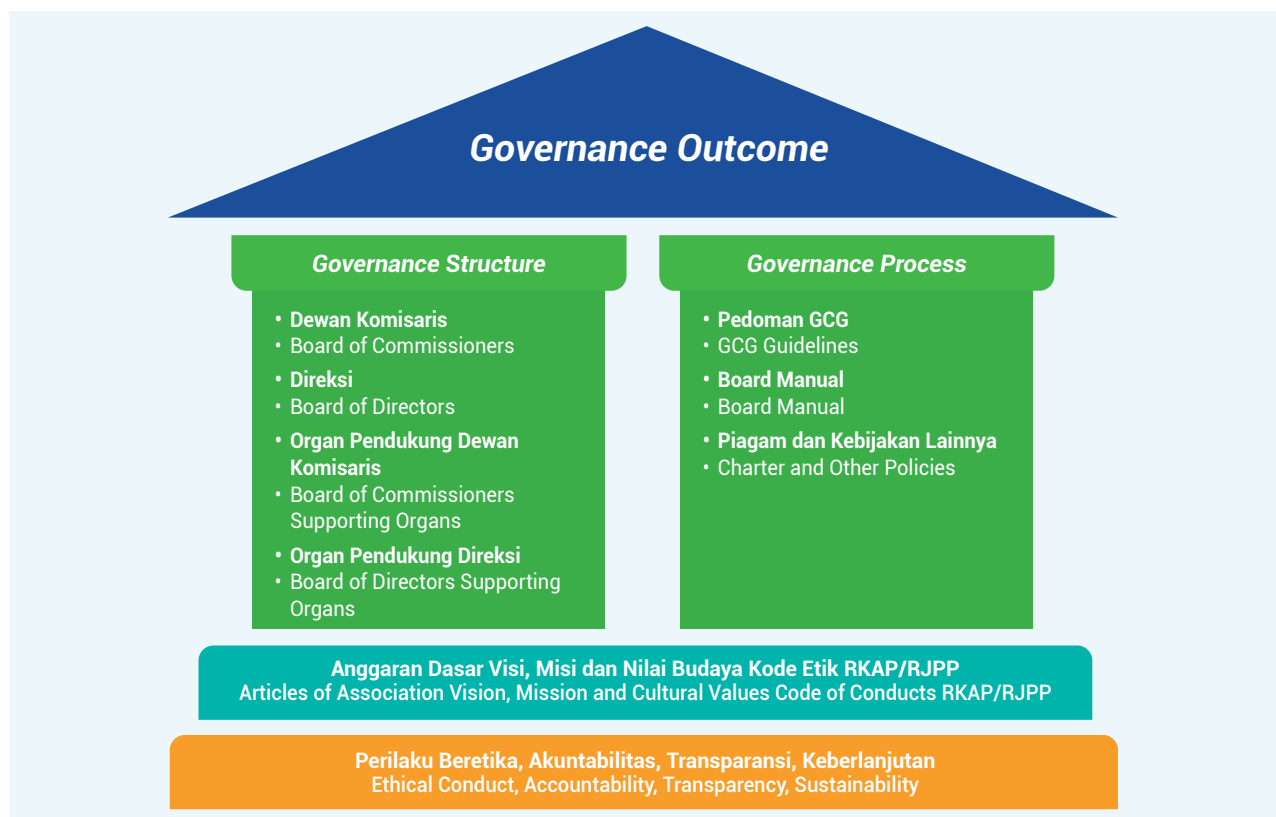 Governance Outcome
Governance Structure
• Dewan Komisaris
• Board of Commissioners
• Direksi
• Board of Directors
• Organ Pendukung Dewan
Komisaris
• Board of Commissioners
Supporting Organs
• Organ Pendukung Direksi
• Board of Directors Supporting
Organs
Governance Process
• Pedoman GCG
• GCG Guidelines
• Board Manual
• Board Manual
• Piagam dan Kebijakan Lainnya
• Charter and Other Policies
Anggaran Dasar Visi, Misi dan Nilai Budaya Kode Etik RKAP/RJPP
Articles of Association Vision, Mission and Cultural Values Code of Conducts RKAP/RJPP
Perilaku Beretika, Akuntabilitas, Transparansi, Keberlanjutan
Ethical Conduct, Accountability, Transparency, Sustainability